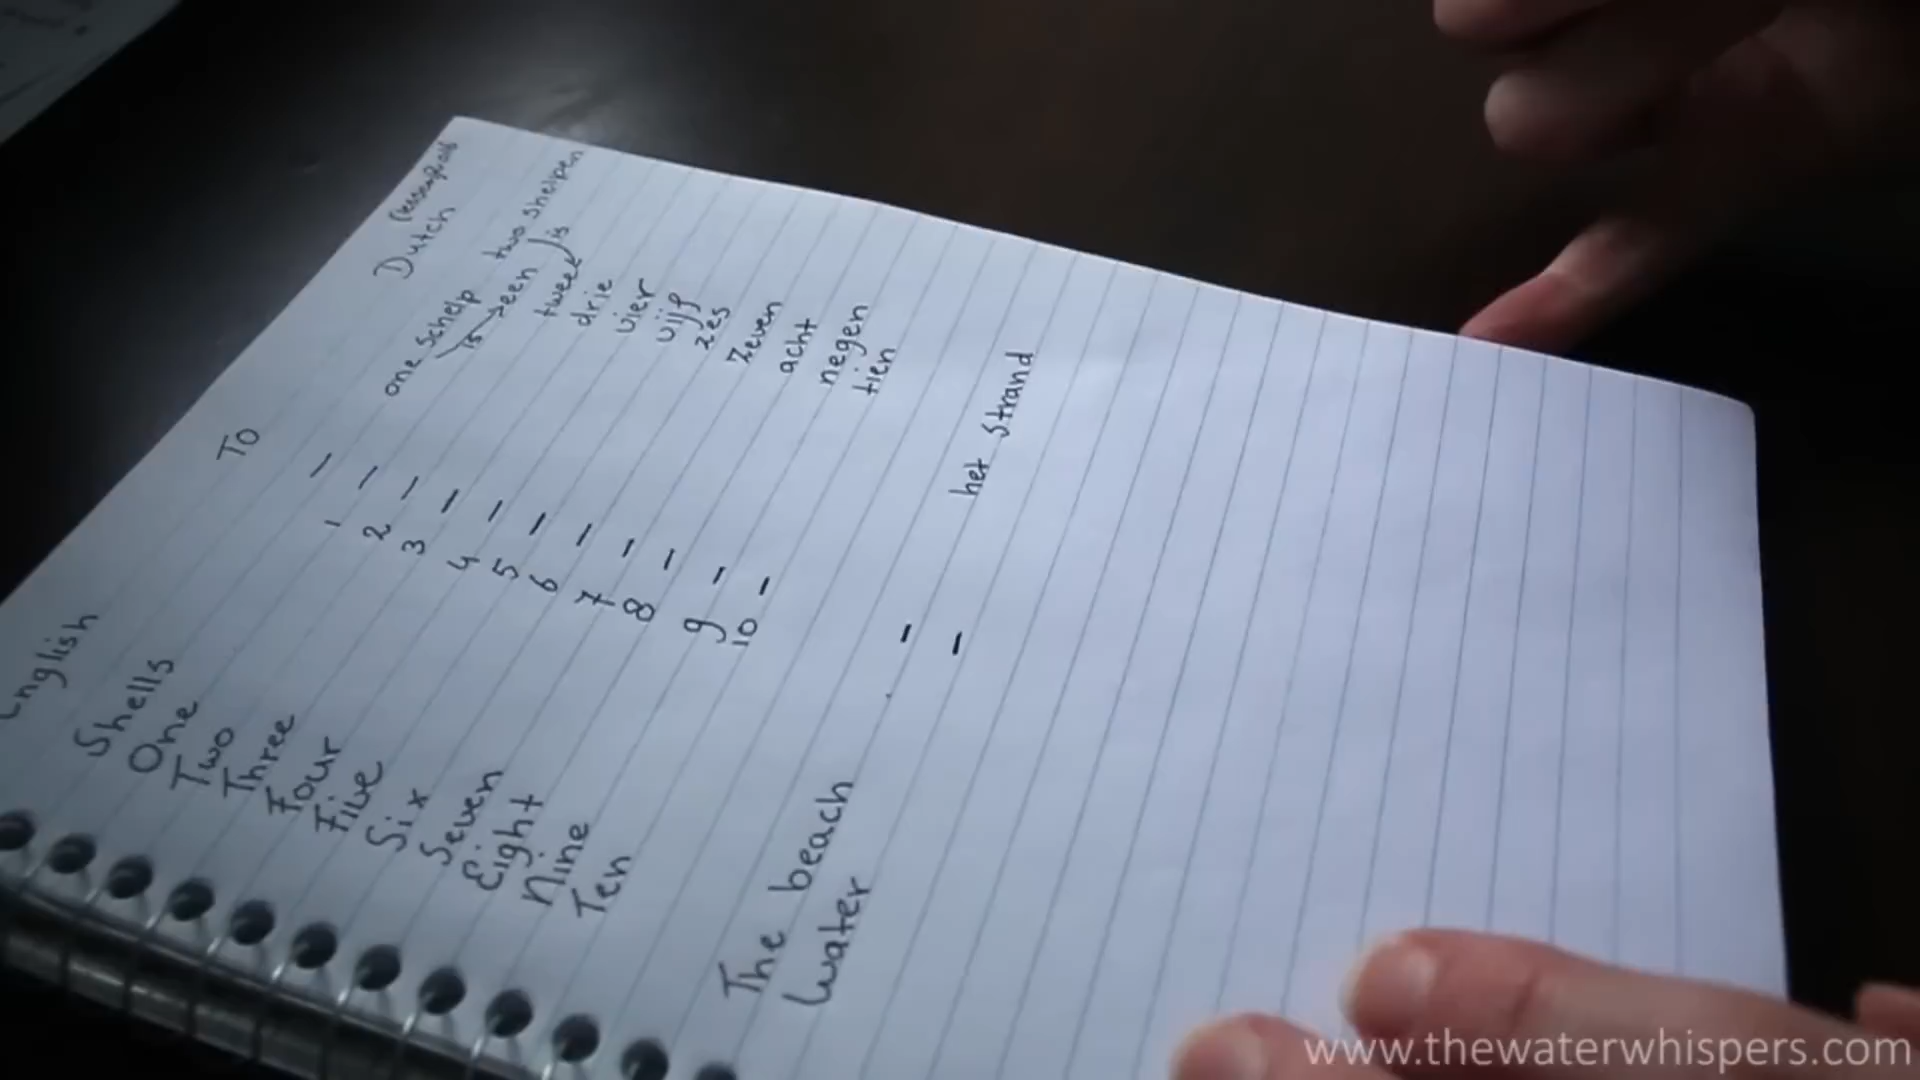 English To Dutch
Shells - one schelp two shelpen
is is
One 1 - een
Two 2 - twee
Three 3 - drie
Four 4 - vier
Five 5 - vijf
Six 6 - zes
Seven 7 - zeven
Eight 8 - acht
Nine 9 - negen
Ten 10 - tien
The beach - het strand
Water -
www.thewaterwhispers.com